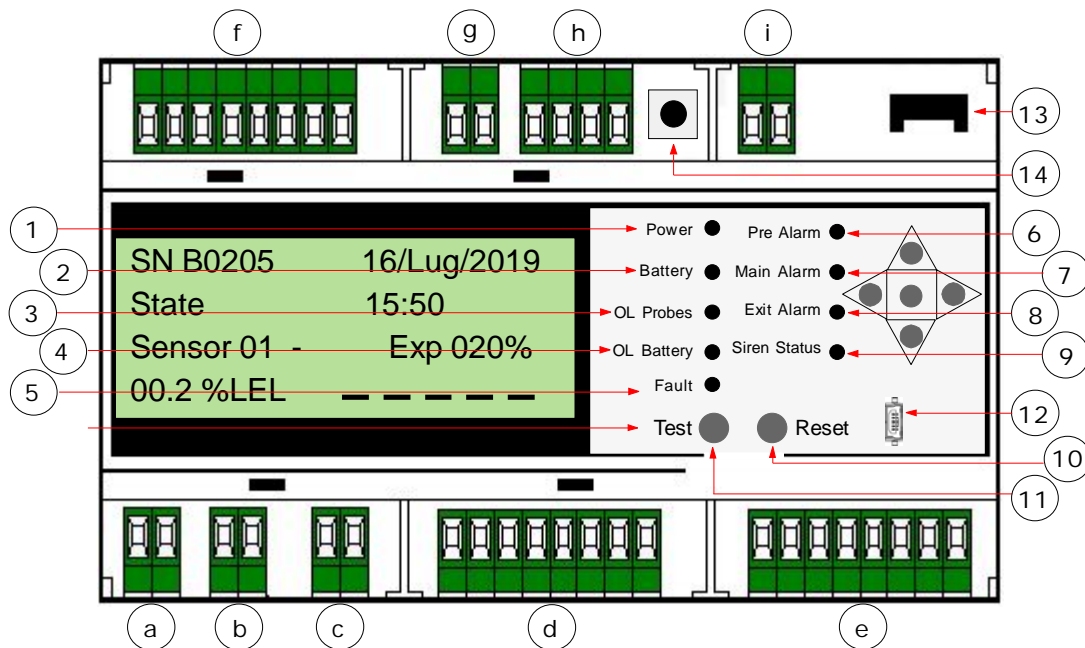 f g h i
13
14
1 Power Pre Alarm 6
SN B0205 16/Lug/2019
2 Battery Main Alarm 7
State 15:50
3 OL Probes Exit Alarm 8
Sensor 01 - Exp 020%
4 OL Battery Siren Status 9
00.2 %LEL _ _ _ _ _
5 Fault
12
Test Reset
10
11
a b c d e